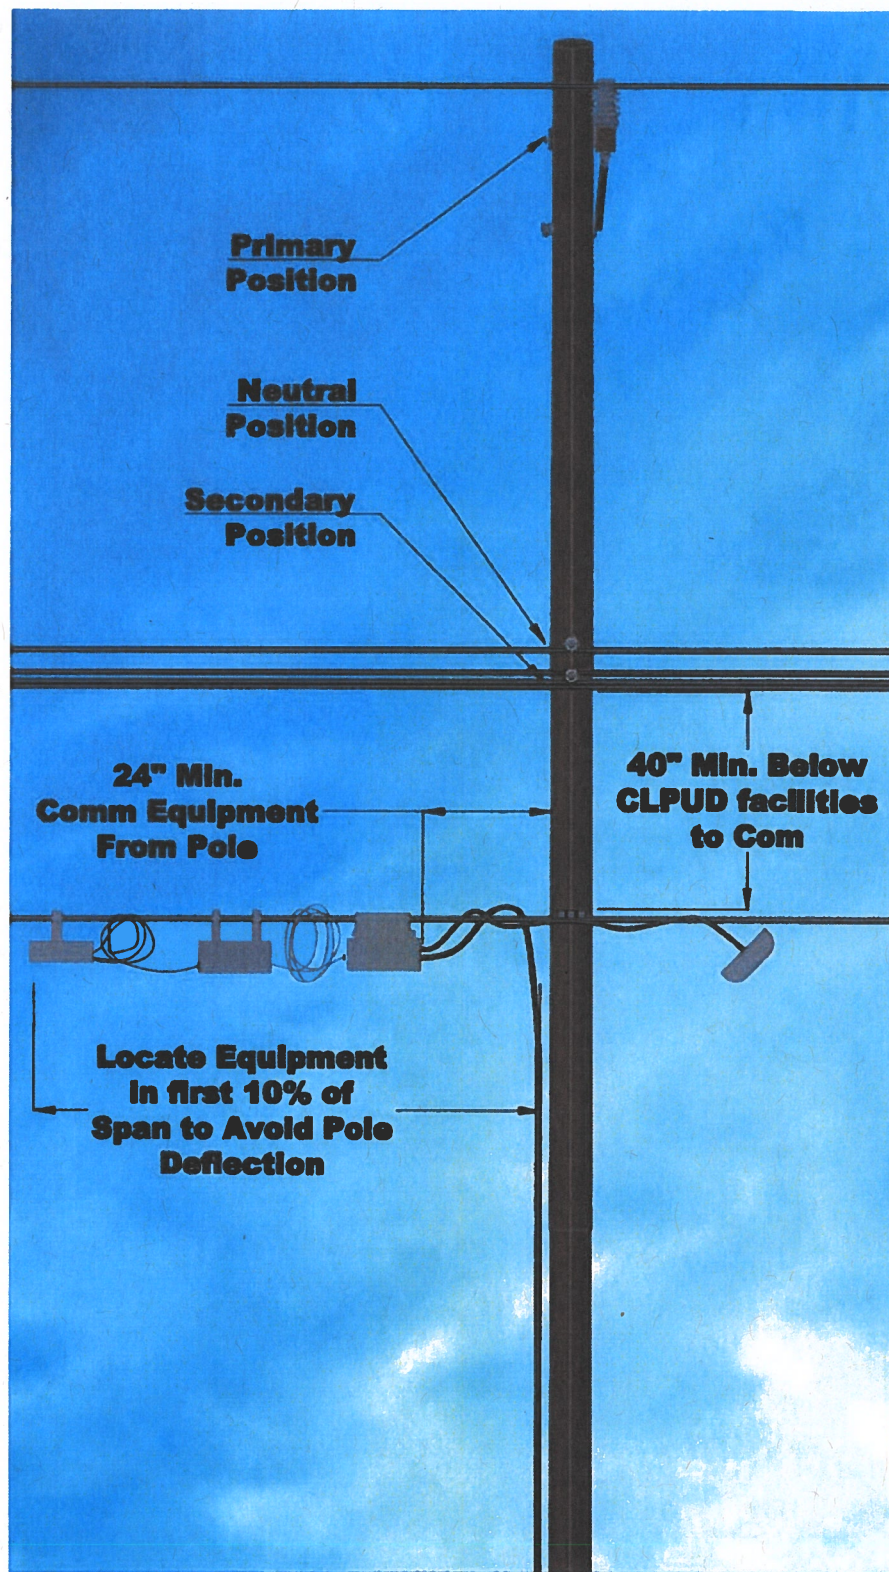 Primary
Position
Neutral
Position
Secondary
Position
24" Min.
Comm Equipment
From Pole
40" Min. Below
CLPUD facilities
to Com
Locate Equipment
in first 10% of
Span to Avoid Pole
Deflection